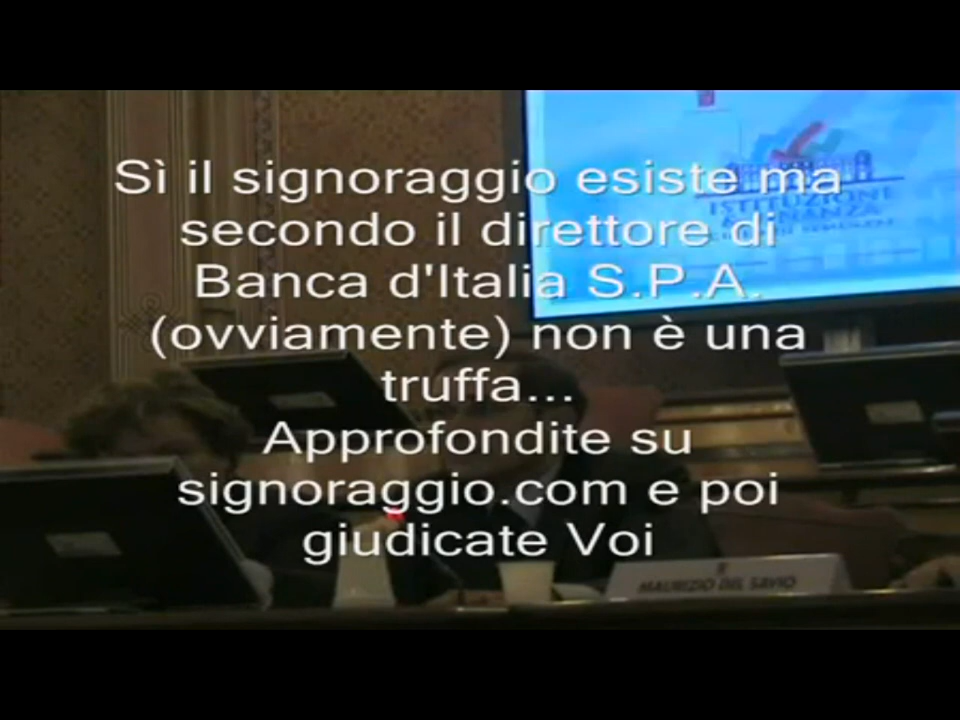 Sì il signoraggio esiste ma
secondo il direttore di
Banca d'Italia S.P.A.
(ovviamente) non è una
truffa...
Approfondite su
signoraggio.com e poi
giudicate Voi
ISTITUZIONE
MAURIZIO DEL SAVIO